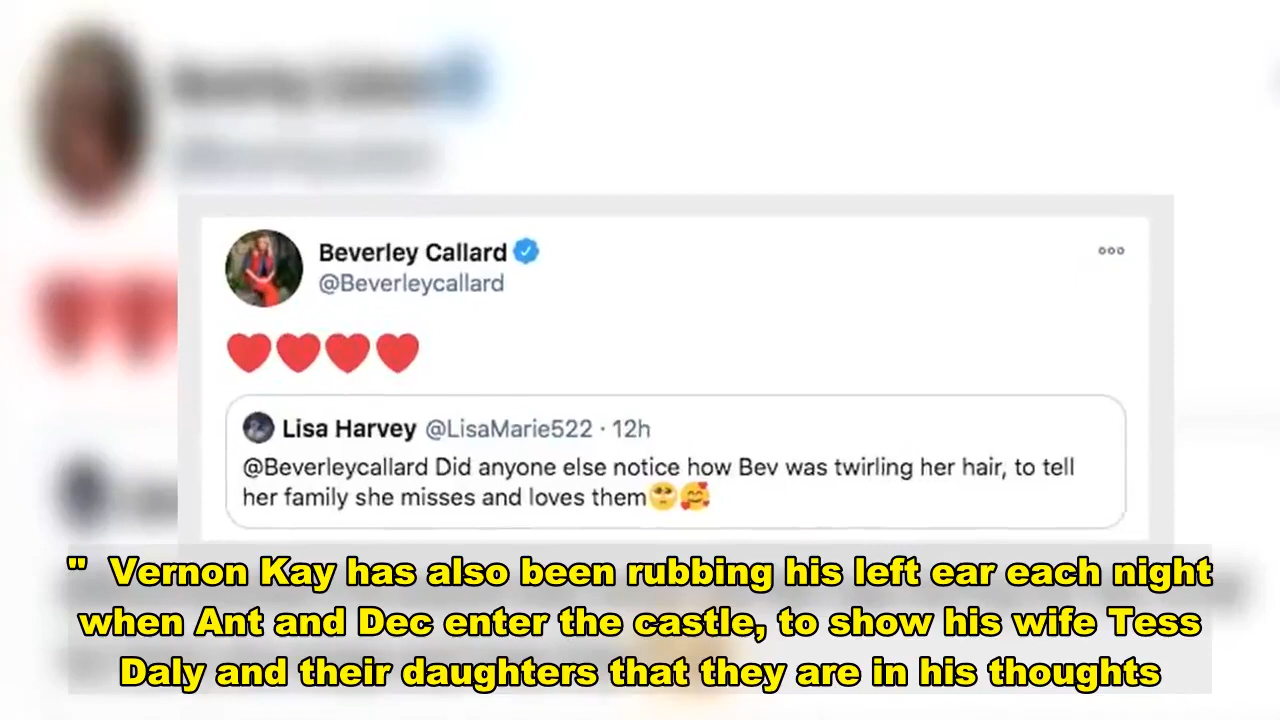 Beverley Callard
@Beverleycallard
❤️❤️❤️❤️
Lisa Harvey @LisaMarie522 · 12h
@Beverleycallard Did anyone else notice how Bev was twirling her hair, to tell
her family she misses and loves them🥺🥰
" Vernon Kay has also been rubbing his left ear each night
when Ant and Dec enter the castle, to show his wife Tess
Daly and their daughters that they are in his thoughts